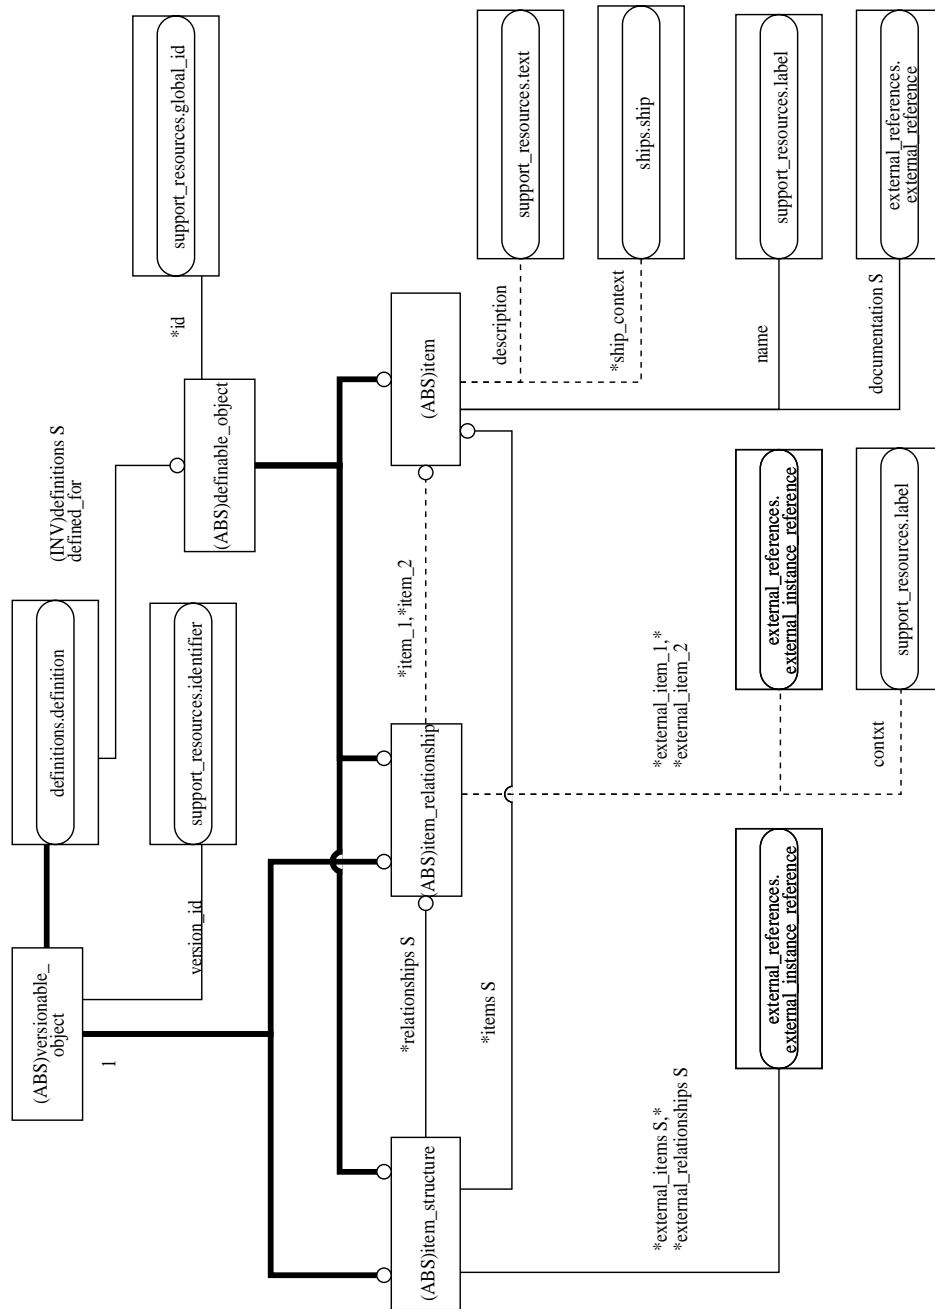 (ABS)versionable_
object
1
definitions.definition
support_resources.identifier
version_id
(INV)definitions S
defined_for
support_resources.global_id
*id
(ABS)definable_object
(ABS)item_structure
*relationships S
*items S
(ABS)item_relationship
*item_1,*item_2
(ABS)item
description
support_resources.text
*ship_context
ships.ship
name
support_resources.label
documentation S
external_references.
external_reference
*external_items S,*
*external_relationships S
external_references.
external_instance_reference
*external_item_1,*
*external_item_2
external_references.
external_instance_reference
contxt
support_resources.label